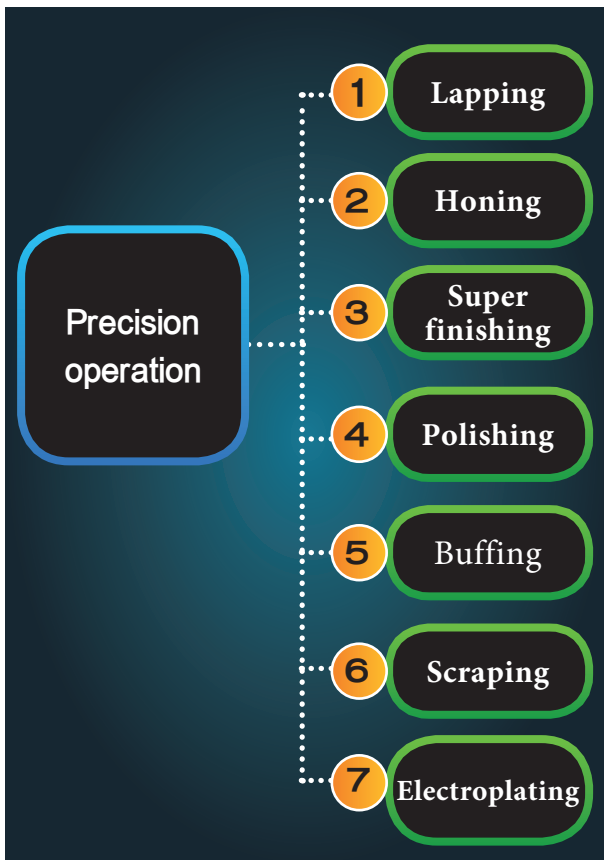 Precision
operation
1
Lapping
2
Honing
3
Super
finishing
4
Polishing
5
Buffing
6
Scraping
7
Electroplating